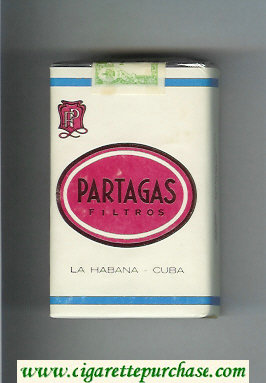 PARTAGAS
FILTROS
LA HABANA - CUBA
www.cigarettepurchase.com